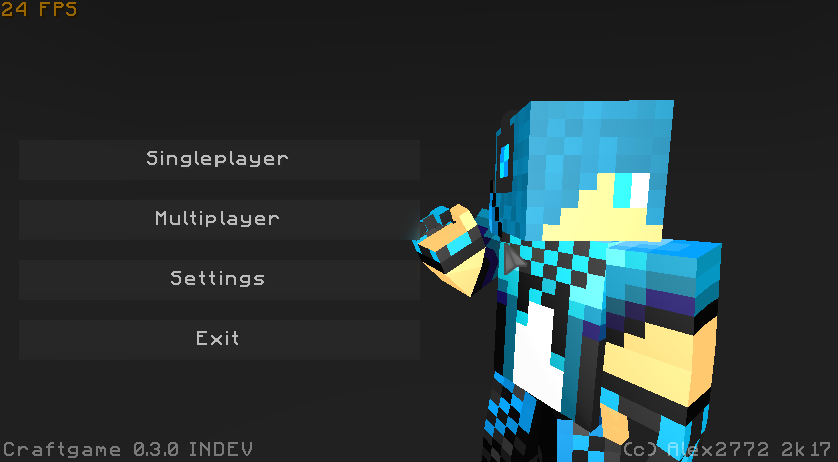 24 FPS
Singleplayer
Multiplayer
Settings
Exit
Craftgame 0.3.0 INDEV
(c) Alex2772 2k17